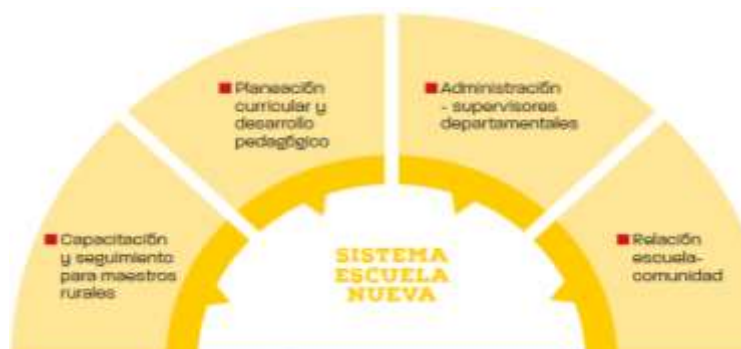 Planeación
curricular y
desarrollo
pedagógico
Administración
- supervisores
departamentales
Capacitación
y seguimiento
para maestros
rurales
SISTEMA
ESCUELA
NUEVA
Relación
escuela-
comunidad